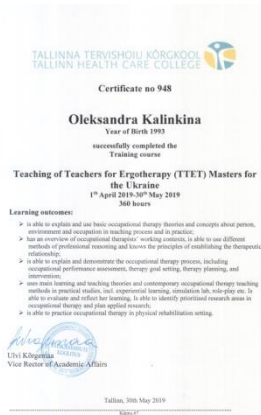 TALLINNA TERVISHOIU KÕRGKOOL
TALLINN HEALTH CARE COLLEGE
Certificate no 948
Oleksandra Kalinkina
Year of Birth 1993
successfully completed the
Training course
Teaching of Teachers for Ergotherapy (TTET) Masters for
the Ukraine
1st April 2019-30th May 2019
360 hours
Learning outcomes:
➢ is able to explain and use basic occupational therapy theories and concepts about person,
environment and occupation in teaching process and in practice;
➢ has an overview of occupational therapists' working contexts, is able to use different
methods of professional reasoning and knows the principles of establishing the therapeutic
relationship;
➢ is able to explain and demonstrate the occupational therapy process, including
occupational performance assessment, therapy goal setting, therapy planning, and
intervention;
➢ uses main learning and teaching theories and contemporary occupational therapy teaching
methods in practical studies, incl. experiential learning, simulation lab, role-play etc. Is
able to evaluate and reflect her learning. Is able to identify prioritised research areas in
occupational therapy and plan applied research;
➢ is able to practice occupational therapy in physical rehabilitation setting.
Ulvi Kõrgemaa
Vice Rector of Academic Affairs
Tallinn, 30th May 2019